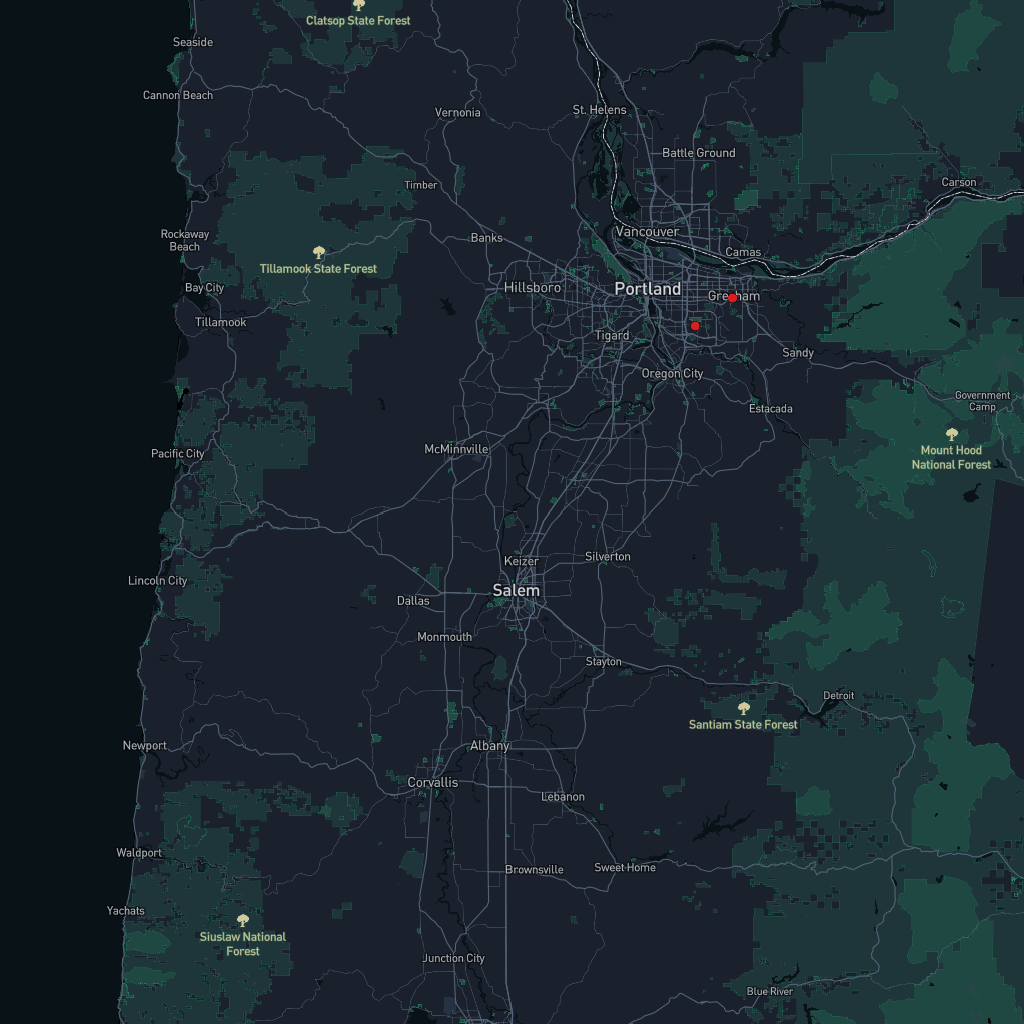 Clatsop State Forest
Seaside
Cannon Beach
St. Helens
Vernonia
Battle Ground
Timber
Carson
Rockaway
Beach
Banks
Vancouver
Camas
Tillamook State Forest
Bay City
Hillsboro
Portland
Gresham
Tillamook
Tigard
Sandy
Oregon City
Government
Camp
Estacada
McMinnville
Pacific City
Mount Hood
National Forest
Keizer
Silverton
Lincoln City
Salem
Dallas
Monmouth
Stayton
Detroit
Santiam State Forest
Newport
Albany
Corvallis
Lebanon
Waldport
Brownsville
Sweet Home
Yachats
Siuslaw National
Forest
Junction City
Blue River